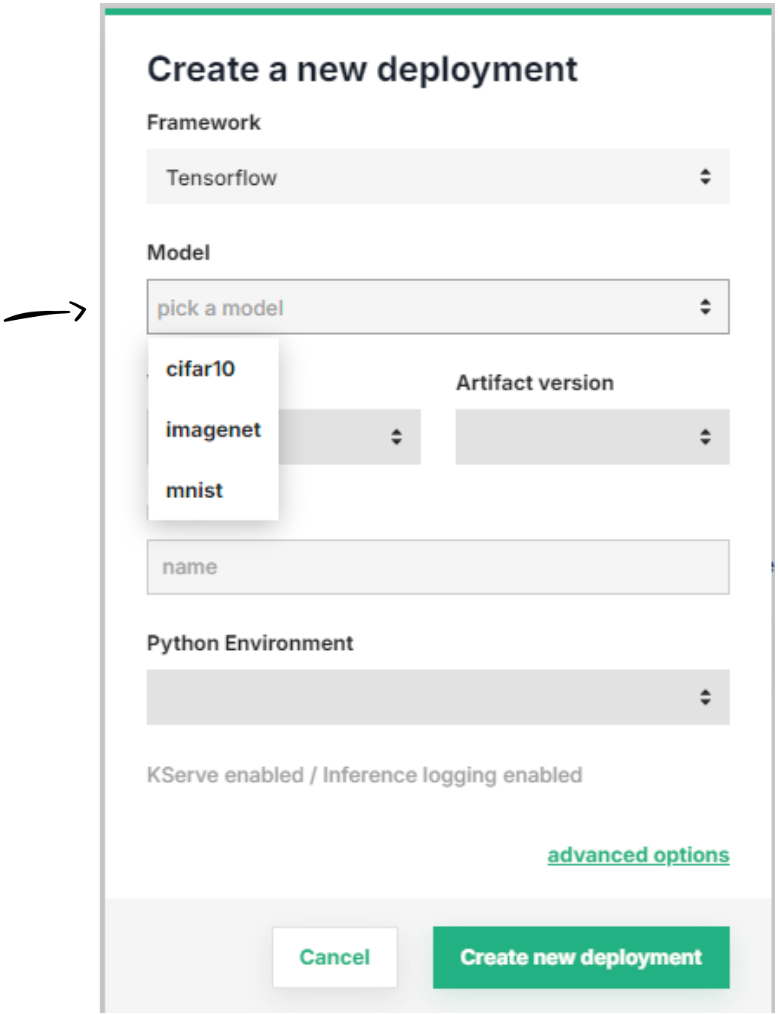 Create a new deployment
Framework
Tensorflow
Model
pick a model
cifar10
imagenet
mnist
Artifact version
name
Python Environment
KServe enabled / Inference logging enabled
advanced options
Cancel
Create new deployment